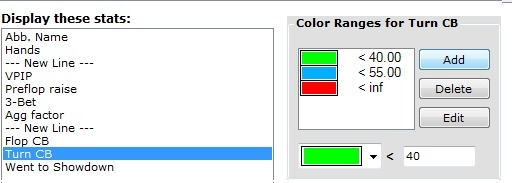 Display these stats:
Abb. Name
Hands
--- New Line ---
VPIP
Preflop raise
3-Bet
Agg factor
--- New Line ---
Flop CB
Turn CB
Went to Showdown
Color Ranges for Turn CB
< 40.00
< 55.00
< inf
Add
Delete
Edit
< 40